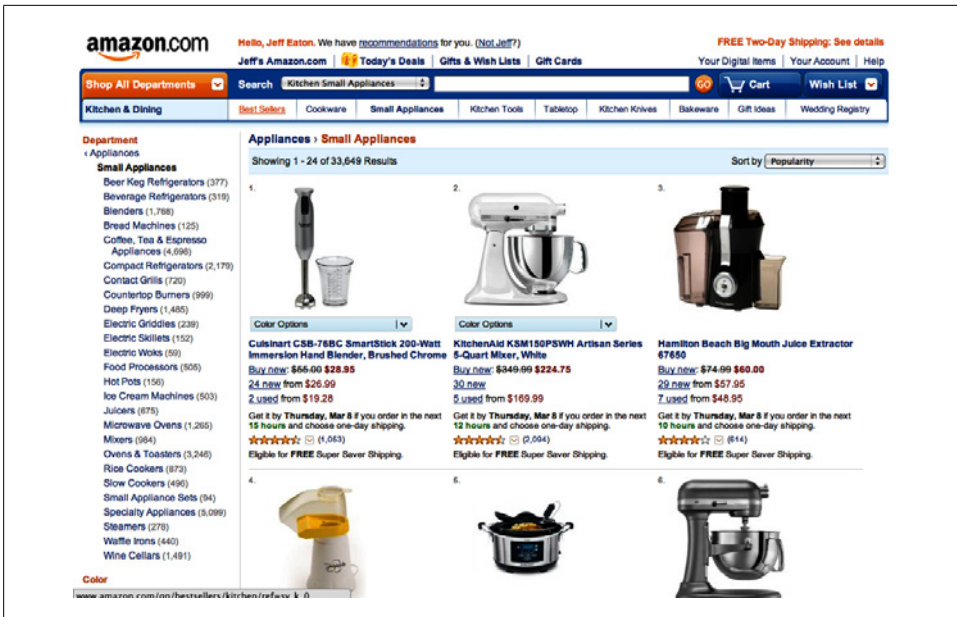 amazon.com
Hello, Jeff Eaton. We have recommendations for you. (Not Jeff?)
FREE Two-Day Shipping: See details
Jeff's Amazon.com | Today's Deals | Gifts & Wish Lists | Gift Cards
Your Digital Items | Your Account | Help
Shop All Departments
Search Kitchen Small Appliances GO Cart Wish List
Kitchen & Dining
Best Sellers Cookware Small Appliances Kitchen Tools Tabletop Kitchen Knives Bakeware Gift Ideas Wedding Registry
Department
‹ Appliances
Small Appliances
Beer Keg Refrigerators (377)
Beverage Refrigerators (319)
Blenders (1,768)
Bread Machines (125)
Coffee, Tea & Espresso
Appliances (4,698)
Compact Refrigerators (2,179)
Contact Grills (720)
Countertop Burners (999)
Deep Fryers (1,485)
Electric Griddles (239)
Electric Skillets (152)
Electric Woks (59)
Food Processors (505)
Hot Pots (156)
Ice Cream Machines (503)
Juicers (675)
Microwave Ovens (1,265)
Mixers (984)
Ovens & Toasters (3,246)
Rice Cookers (873)
Slow Cookers (496)
Small Appliance Sets (94)
Specialty Appliances (5,099)
Steamers (278)
Waffle Irons (440)
Wine Cellars (1,491)
Color
Appliances › Small Appliances
Showing 1 - 24 of 33,649 Results
Sort by Popularity
1.
Color Options
Cuisinart CSB-76BC SmartStick 200-Watt
Immersion Hand Blender, Brushed Chrome
Buy new: $55.00 $28.95
24 new from $26.99
2 used from $19.28
Get it by Thursday, Mar 8 if you order in the next
15 hours and choose one-day shipping.
(1,053)
Eligible for FREE Super Saver Shipping.
2.
Color Options
KitchenAid KSM150PSWH Artisan Series
5-Quart Mixer, White
Buy new: $349.99 $224.75
30 new
5 used from $169.99
Get it by Thursday, Mar 8 if you order in the next
12 hours and choose one-day shipping.
(2,094)
Eligible for FREE Super Saver Shipping.
3.
Hamilton Beach Big Mouth Juice Extractor
67650
Buy new: $74.99 $60.00
29 new from $57.95
7 used from $48.95
Get it by Thursday, Mar 8 if you order in the next
10 hours and choose one-day shipping.
(614)
Eligible for FREE Super Saver Shipping.
4.
5.
6.
www.amazon.com/gp/bestsellers/kitchen/ref=sv_k_0